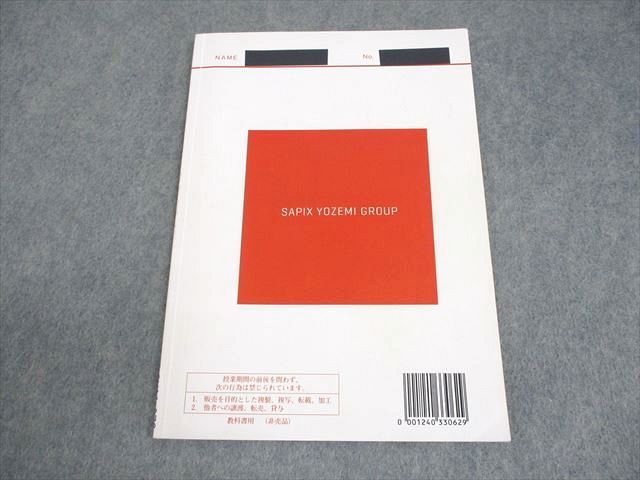 NAME No.
SAPIX YOZEMI GROUP
授業期間の前後を問わず、
次の行為は禁じられています。
1. 販売を目的とした複製、複写、転載、加工
2. 他者への譲渡、転売、貸与
教科書用 (非売品)
0 001240 330629